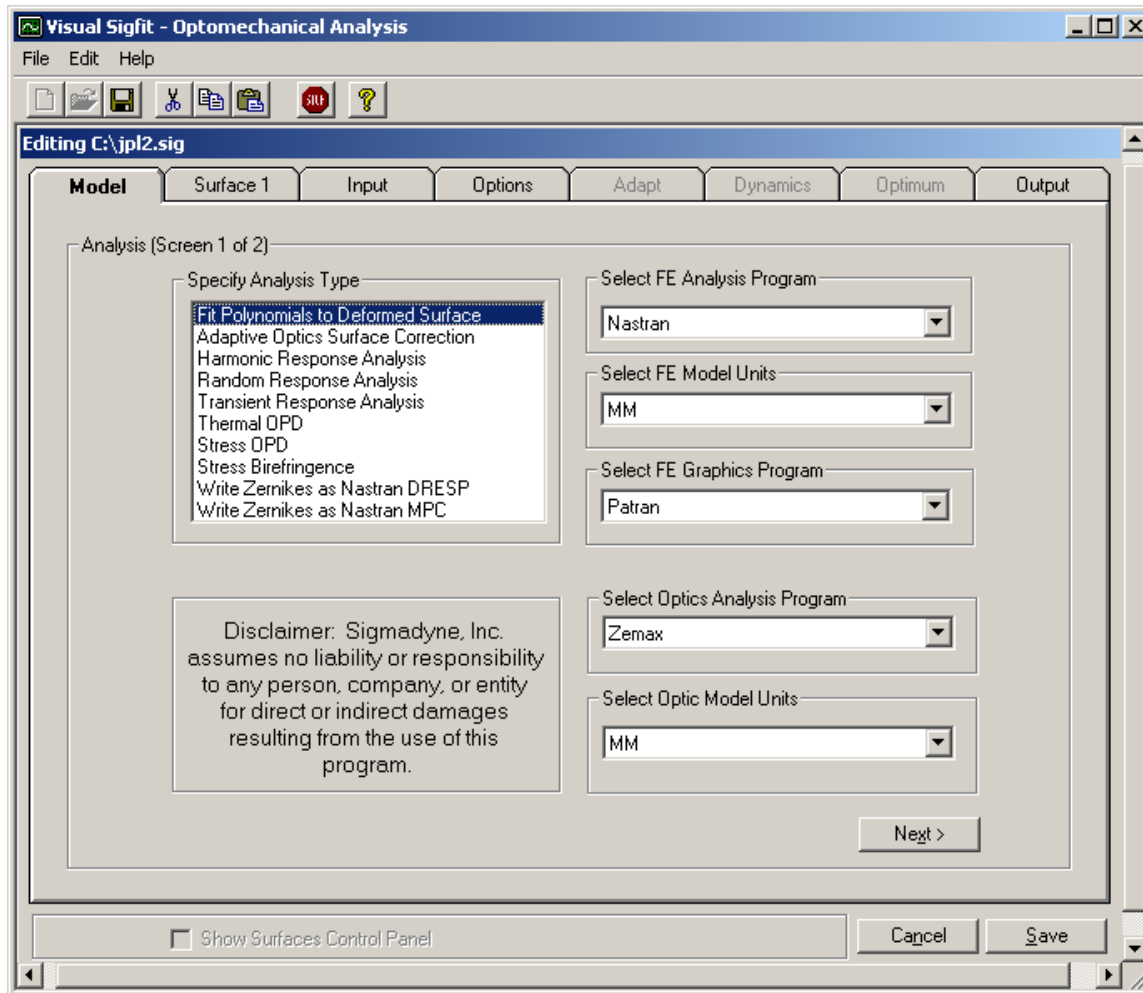 Visual Sigfit - Optomechanical Analysis
File Edit Help
STOP
?
Editing C:\jpl2.sig
Model
Surface 1
Input
Options
Adapt
Dynamics
Optimum
Output
Analysis (Screen 1 of 2)
Specify Analysis Type
Fit Polynomials to Deformed Surface
Adaptive Optics Surface Correction
Harmonic Response Analysis
Random Response Analysis
Transient Response Analysis
Thermal OPD
Stress OPD
Stress Birefringence
Write Zernikes as Nastran DRESP
Write Zernikes as Nastran MPC
Select FE Analysis Program
Nastran
Select FE Model Units
MM
Select FE Graphics Program
Patran
Disclaimer: Sigmadyne, Inc.
assumes no liability or responsibility
to any person, company, or entity
for direct or indirect damages
resulting from the use of this
program.
Select Optics Analysis Program
Zemax
Select Optic Model Units
MM
Next >
Show Surfaces Control Panel
Cancel
Save